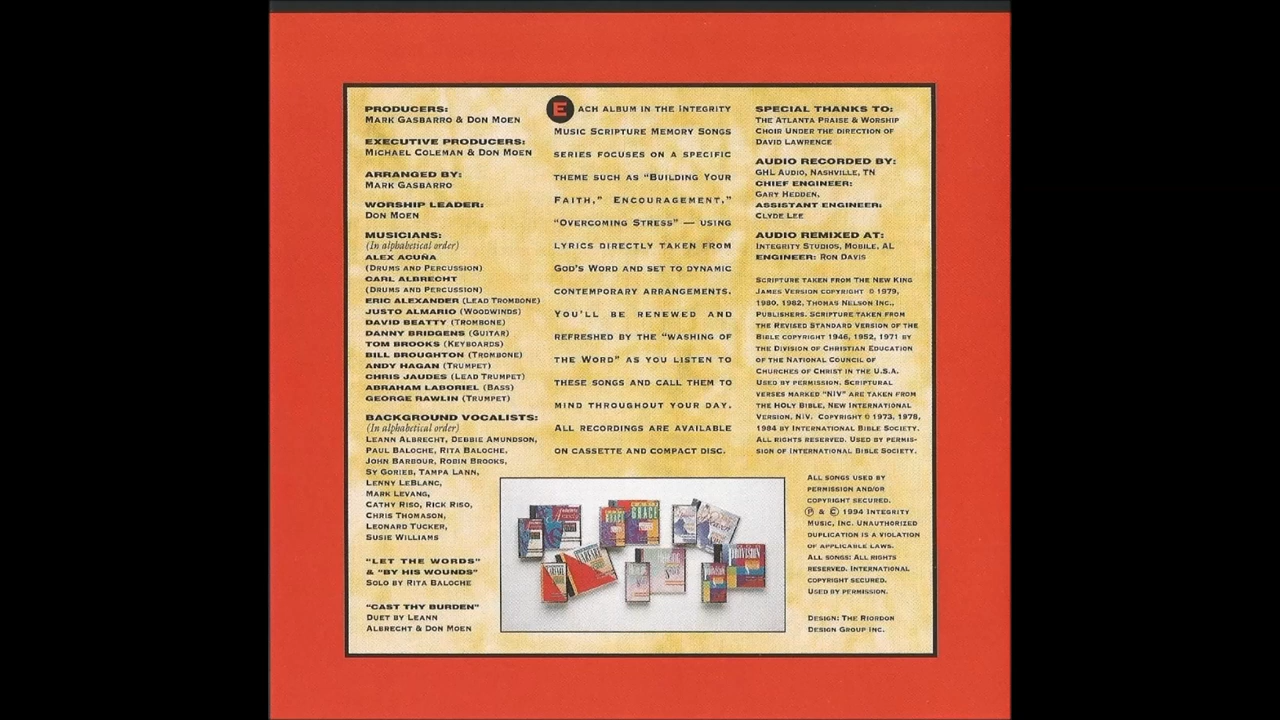 PRODUCERS:
MARK GASBARRO & DON MOEN
EXECUTIVE PRODUCERS:
MICHAEL COLEMAN & DON MOEN
ARRANGED BY:
MARK GASBARRO
WORSHIP LEADER:
DON MOEN
MUSICIANS:
(In alphabetical order)
ALEX ACUÑA
(DRUMS AND PERCUSSION)
CARL ALBRECHT
(DRUMS AND PERCUSSION)
ERIC ALEXANDER (LEAD TROMBONE)
JUSTO ALMARIO (WOODWINDS)
DAVID BEATTY (TROMBONE)
DANNY BRIDGENS (GUITAR)
TOM BROOKS (KEYBOARDS)
BILL BROUGHTON (TROMBONE)
ANDY HAGAN (TRUMPET)
CHRIS JAUDES (LEAD TRUMPET)
ABRAHAM LABORIEL (BASS)
GEORGE RAWLIN (TRUMPET)
BACKGROUND VOCALISTS:
(In alphabetical order)
LEANN ALBRECHT, DEBBIE AMUNDSON,
PAUL BALOCHE, RITA BALOCHE,
JOHN BARBOUR, ROBIN BROOKS,
SY GORIEB, TAMPA LANN,
LENNY LEBLANC,
MARK LEVANG,
CATHY RISO, RICK RISO,
CHRIS THOMASON,
LEONARD TUCKER,
SUSIE WILLIAMS
"LET THE WORDS"
& "BY HIS WOUNDS"
SOLO BY RITA BALOCHE
"CAST THY BURDEN"
DUET BY LEANN
ALBRECHT & DON MOEN
EACH ALBUM IN THE INTEGRITY
MUSIC SCRIPTURE MEMORY SONGS
SERIES FOCUSES ON A SPECIFIC
THEME SUCH AS "BUILDING YOUR
FAITH," ENCOURAGEMENT,"
"OVERCOMING STRESS" — USING
LYRICS DIRECTLY TAKEN FROM
GOD'S WORD AND SET TO DYNAMIC
CONTEMPORARY ARRANGEMENTS.
YOU'LL BE RENEWED AND
REFRESHED BY THE "WASHING OF
THE WORD" AS YOU LISTEN TO
THESE SONGS AND CALL THEM TO
MIND THROUGHOUT YOUR DAY.
ALL RECORDINGS ARE AVAILABLE
ON CASSETTE AND COMPACT DISC.
GRACE
PROVISION
SPECIAL THANKS TO:
THE ATLANTA PRAISE & WORSHIP
CHOIR UNDER THE DIRECTION OF
DAVID LAWRENCE
AUDIO RECORDED BY:
GHL AUDIO, NASHVILLE, TN
CHIEF ENGINEER:
GARY HEDDEN,
ASSISTANT ENGINEER:
CLYDE LEE
AUDIO REMIXED AT:
INTEGRITY STUDIOS, MOBILE, AL
ENGINEER: RON DAVIS
SCRIPTURE TAKEN FROM THE NEW KING
JAMES VERSION COPYRIGHT © 1979,
1980, 1982, THOMAS NELSON INC.,
PUBLISHERS. SCRIPTURE TAKEN FROM
THE REVISED STANDARD VERSION OF THE
BIBLE COPYRIGHT 1946, 1952, 1971 BY
THE DIVISION OF CHRISTIAN EDUCATION
OF THE NATIONAL COUNCIL OF
CHURCHES OF CHRIST IN THE U.S.A.
USED BY PERMISSION. SCRIPTURAL
VERSES MARKED "NIV" ARE TAKEN FROM
THE HOLY BIBLE, NEW INTERNATIONAL
VERSION, NIV. COPYRIGHT © 1973, 1978,
1984 BY INTERNATIONAL BIBLE SOCIETY.
ALL RIGHTS RESERVED. USED BY PERMIS-
SION OF INTERNATIONAL BIBLE SOCIETY.
ALL SONGS USED BY
PERMISSION AND/OR
COPYRIGHT SECURED.
Ⓟ & © 1994 INTEGRITY
MUSIC, INC. UNAUTHORIZED
DUPLICATION IS A VIOLATION
OF APPLICABLE LAWS.
ALL SONGS: ALL RIGHTS
RESERVED. INTERNATIONAL
COPYRIGHT SECURED.
USED BY PERMISSION.
DESIGN: THE RIORDON
DESIGN GROUP INC.